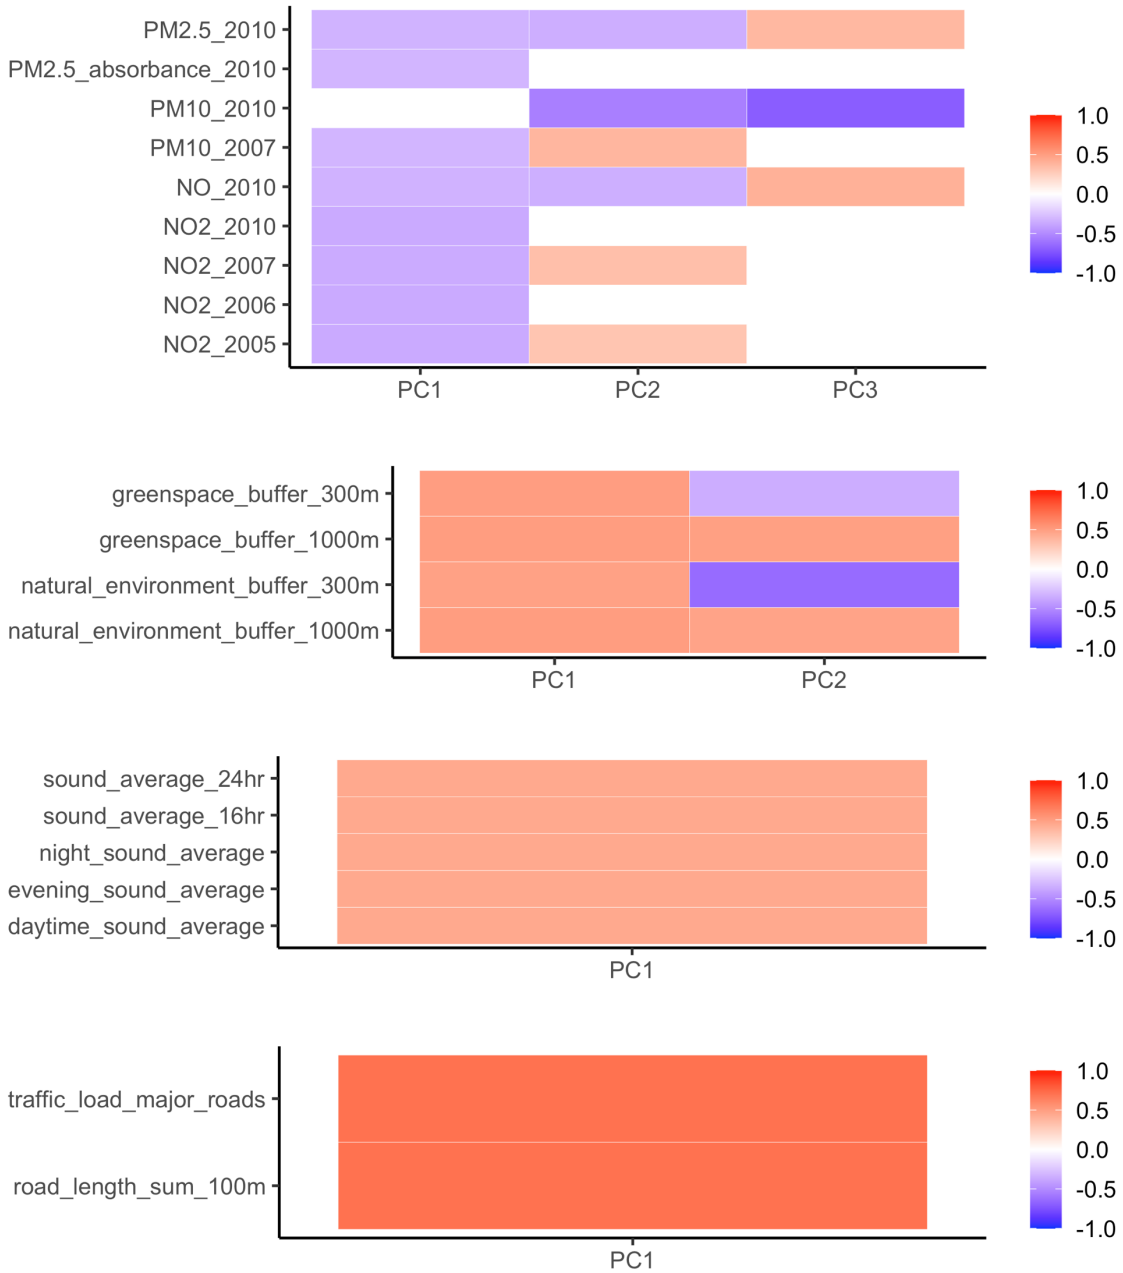 PM2.5_2010
PM2.5_absorbance_2010
PM10_2010
PM10_2007
NO_2010
NO2_2010
NO2_2007
NO2_2006
NO2_2005
PC1 PC2 PC3
1.0
0.5
0.0
-0.5
-1.0
greenspace_buffer_300m
greenspace_buffer_1000m
natural_environment_buffer_300m
natural_environment_buffer_1000m
PC1 PC2
1.0
0.5
0.0
-0.5
-1.0
sound_average_24hr
sound_average_16hr
night_sound_average
evening_sound_average
daytime_sound_average
PC1
1.0
0.5
0.0
-0.5
-1.0
traffic_load_major_roads
road_length_sum_100m
PC1
1.0
0.5
0.0
-0.5
-1.0